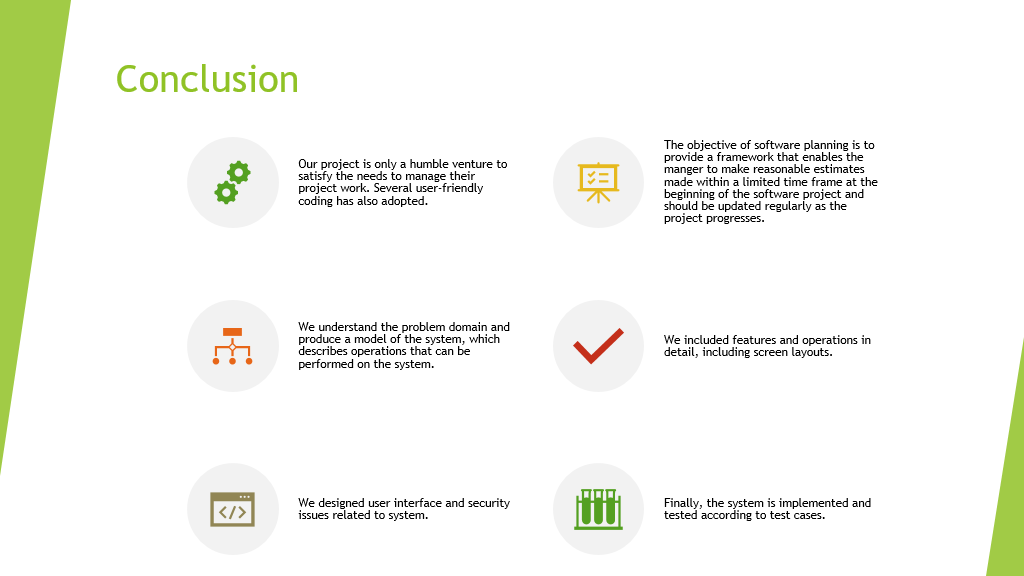 Conclusion
Our project is only a humble venture to
satisfy the needs to manage their
project work. Several user-friendly
coding has also adopted.
The objective of software planning is to
provide a framework that enables the
manger to make reasonable estimates
made within a limited time frame at the
beginning of the software project and
should be updated regularly as the
project progresses.
We understand the problem domain and
produce a model of the system, which
describes operations that can be
performed on the system.
We included features and operations in
detail, including screen layouts.
We designed user interface and security
issues related to system.
Finally, the system is implemented and
tested according to test cases.